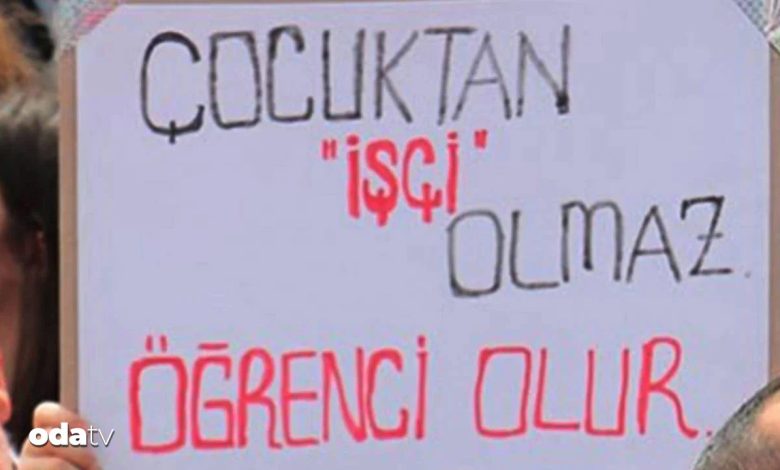 ÇOCUKTAN
"İŞÇİ"
OLMAZ.
ÖĞRENCİ OLUR.
odatv